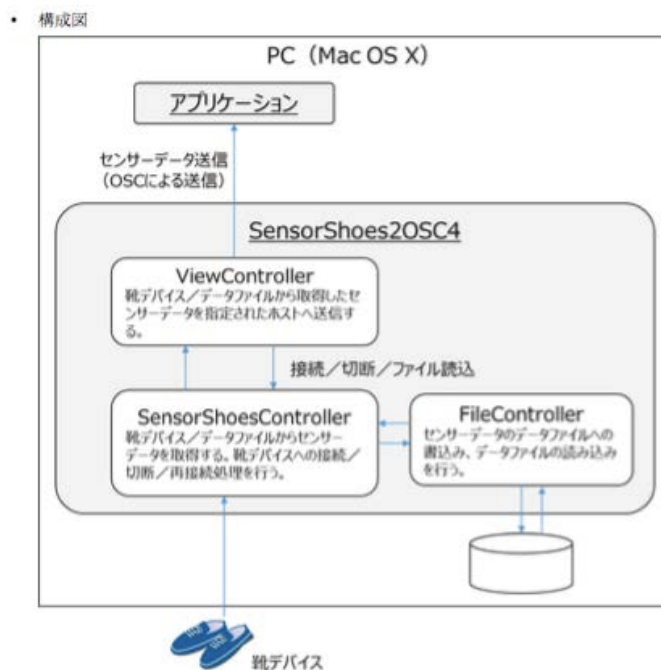 • 構成図
PC（Mac OS X）
アプリケーション
センサーデータ送信
（OSCによる送信）
SensorShoes2OSC4
ViewController
靴デバイス／データファイルから取得したセ
ンサーデータを指定されたホストへ送信す
る。
接続／切断／ファイル読込
SensorShoesController
靴デバイス／データファイルからセンサー
データを取得する。靴デバイスへの接続／
切断／再接続処理を行う。
FileController
センサーデータのデータファイルへの
書込み、データファイルの読み込み
を行う。
靴デバイス